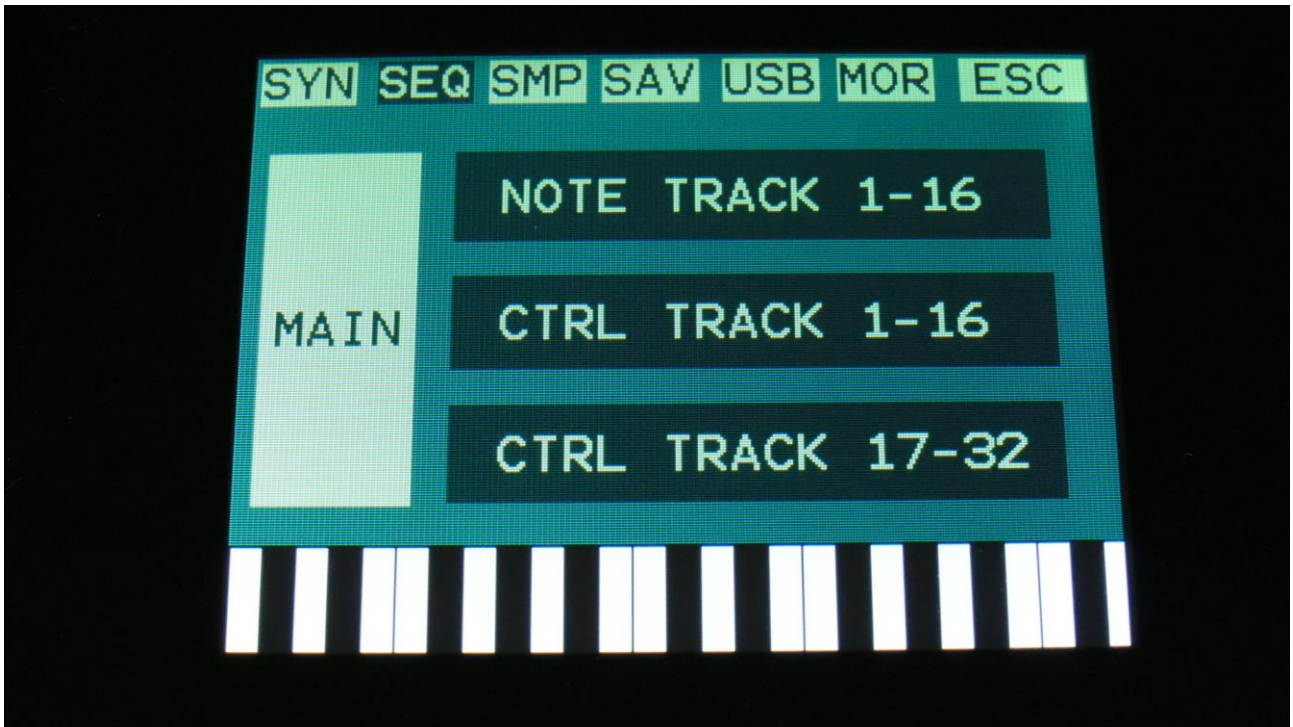 SYN SEQ SMP SAV USB MOR ESC
MAIN
NOTE TRACK 1-16
CTRL TRACK 1-16
CTRL TRACK 17-32